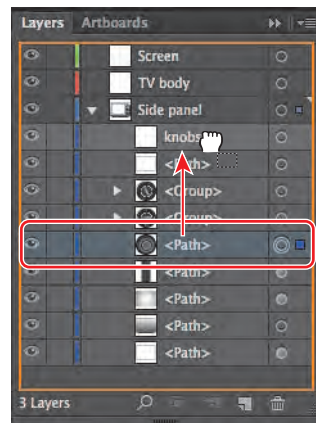 Layers Artboards
Screen
TV body
Side panel
knobs
<Path>
<Group>
<Group>
<Path>
<Path>
<Path>
<Path>
<Path>
3 Layers